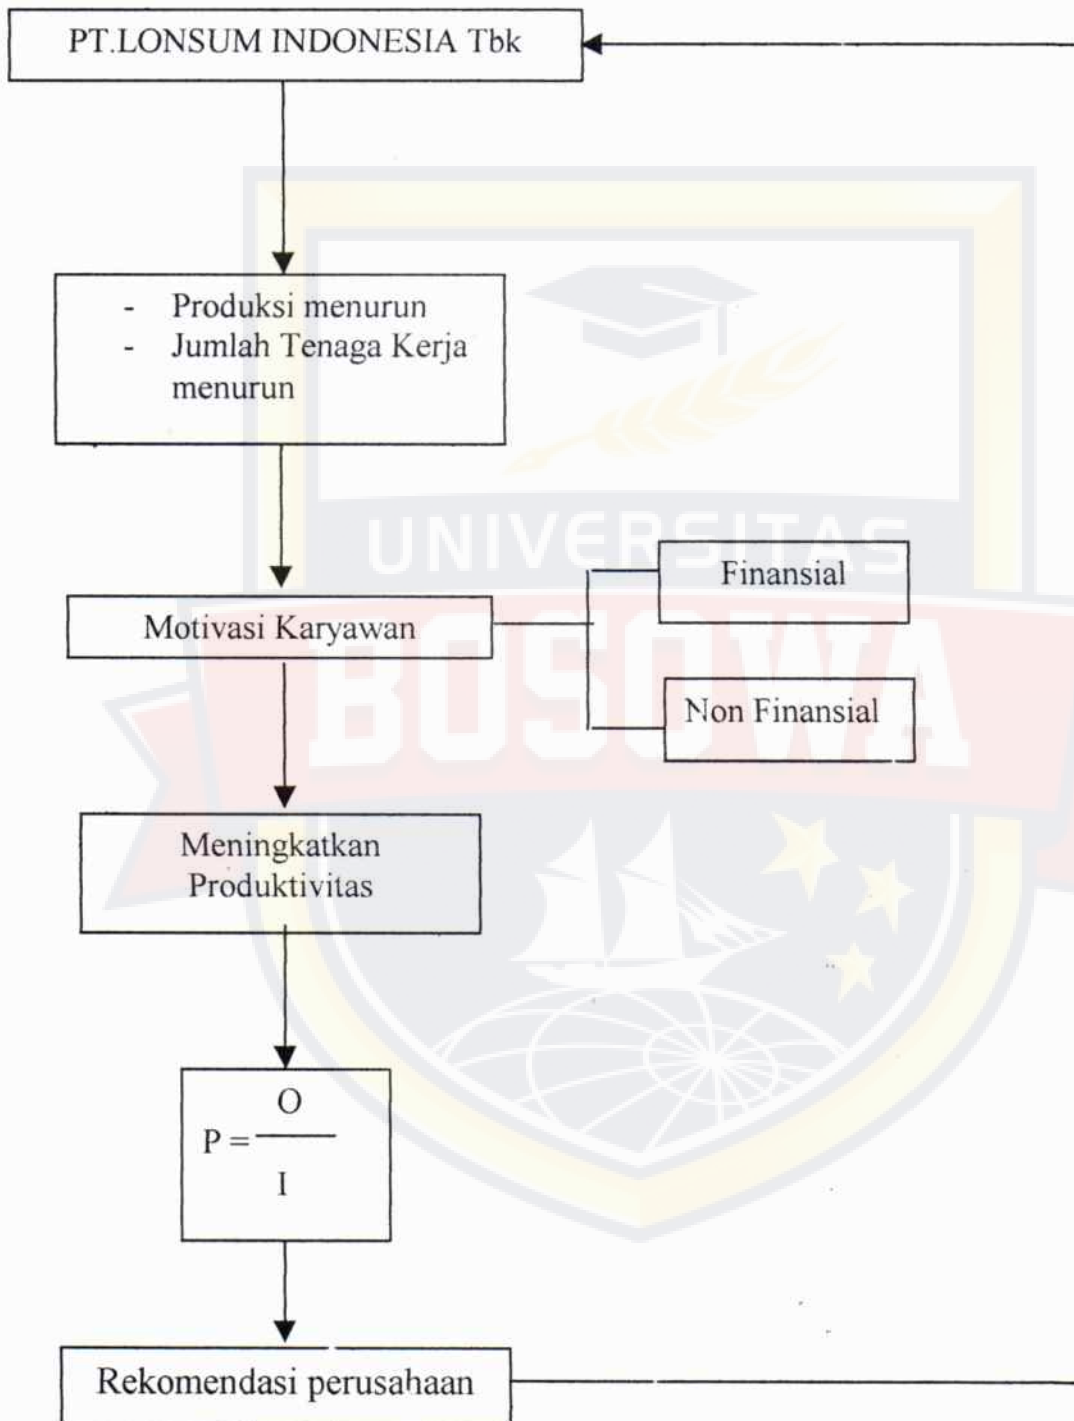 PT.LONSUM INDONESIA Tbk
- Produksi menurun
- Jumlah Tenaga Kerja
menurun
UNIVERSITAS
Finansial
Motivasi Karyawan
BOSOWA
Non Finansial
Meningkatkan
Produktivitas
O
P =
I
Rekomendasi perusahaan